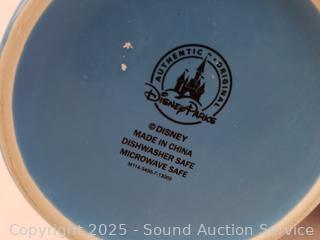 AUTHENTIC • ORIGINAL
Disney Parks
© DISNEY
MADE IN CHINA
DISHWASHER SAFE
MICROWAVE SAFE
Copyright 2025 - Sound Auction Service